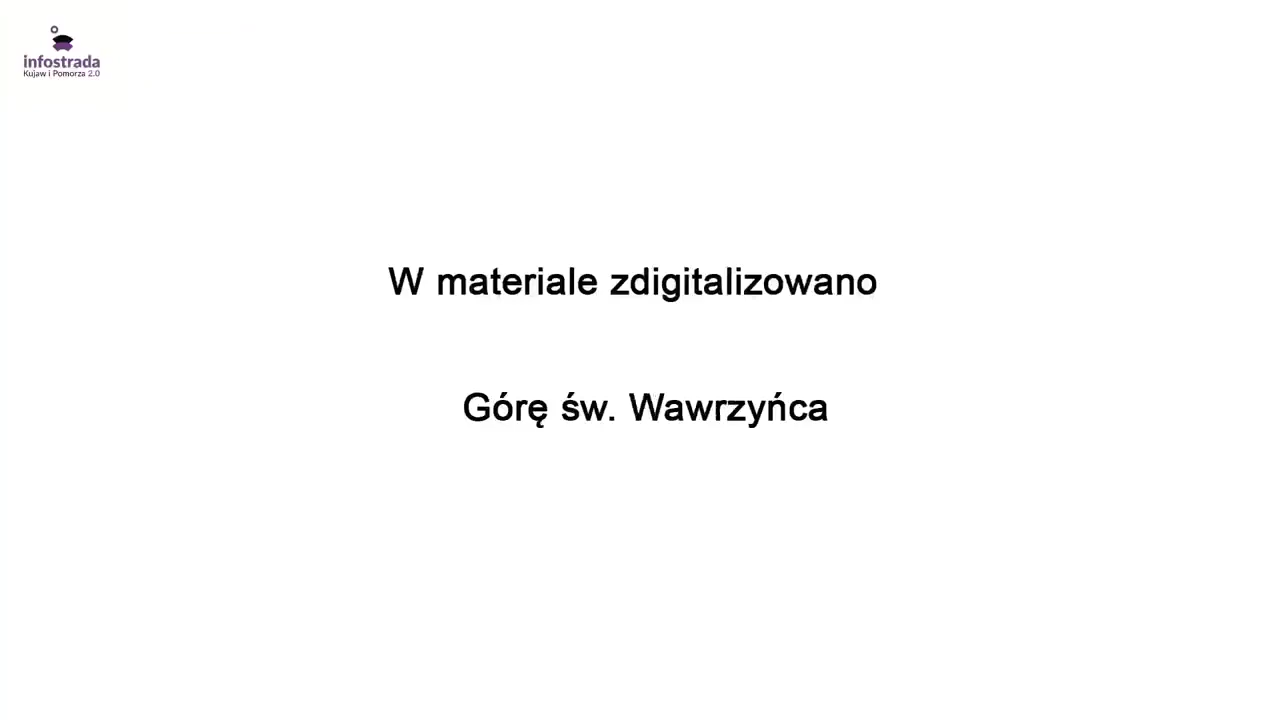 infostrada
Kujaw i Pomorza 2.0
W materiale zdigitalizowano
Górę św. Wawrzyńca